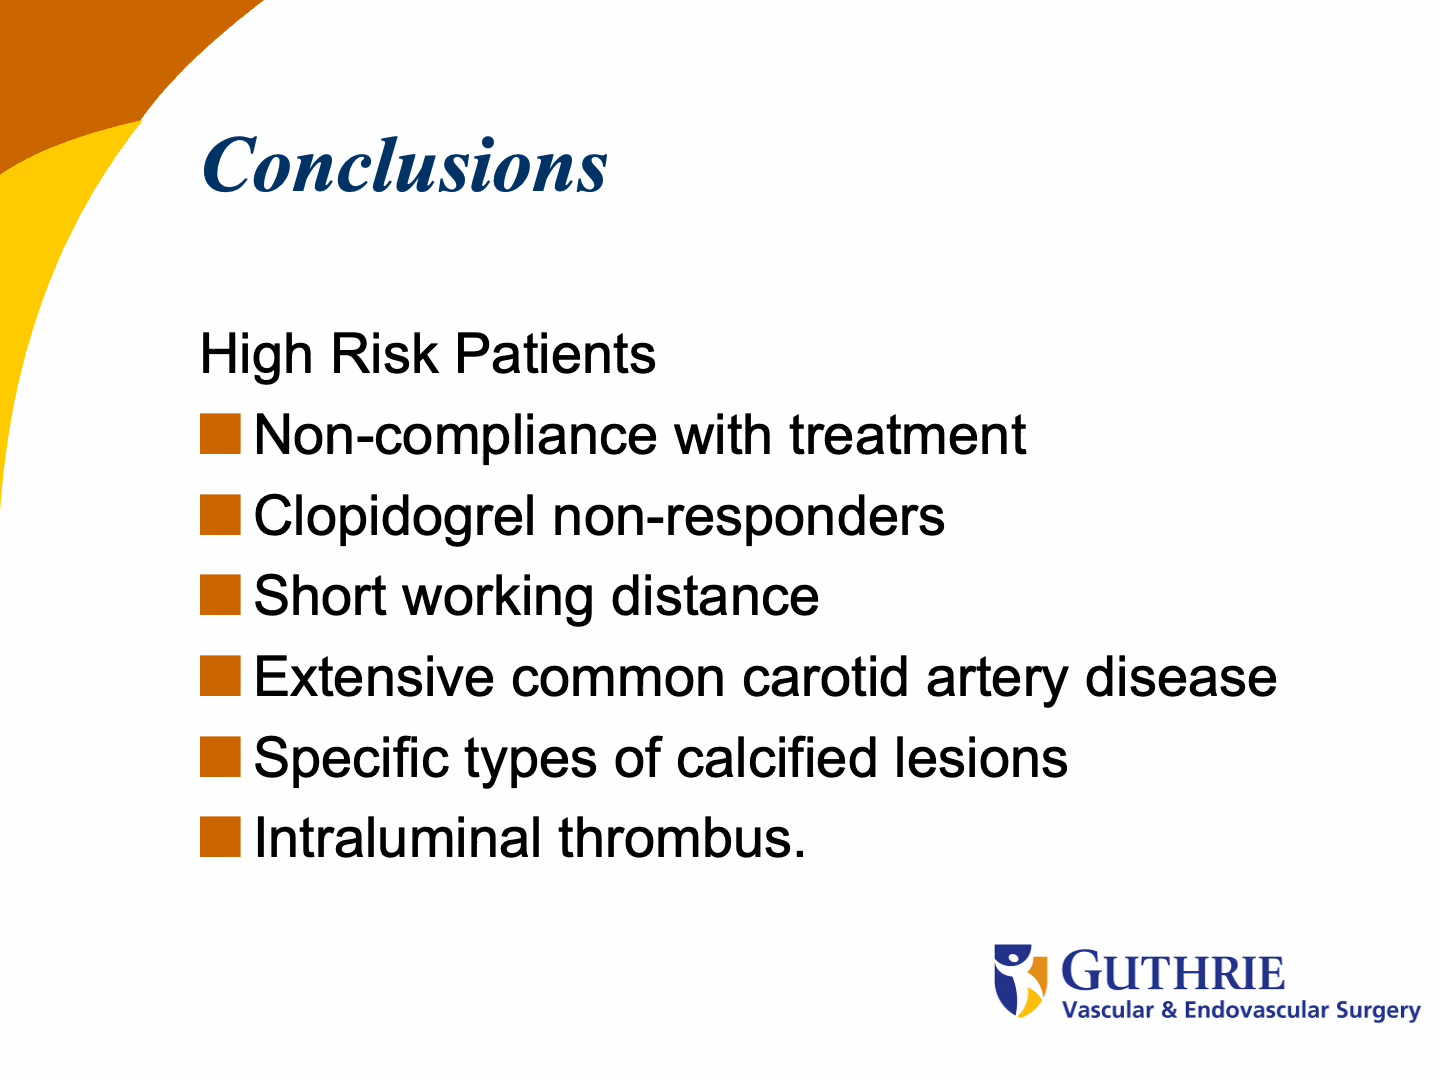 Conclusions
High Risk Patients
Non-compliance with treatment
Clopidogrel non-responders
Short working distance
Extensive common carotid artery disease
Specific types of calcified lesions
Intraluminal thrombus.
GUTHRIE
Vascular & Endovascular Surgery